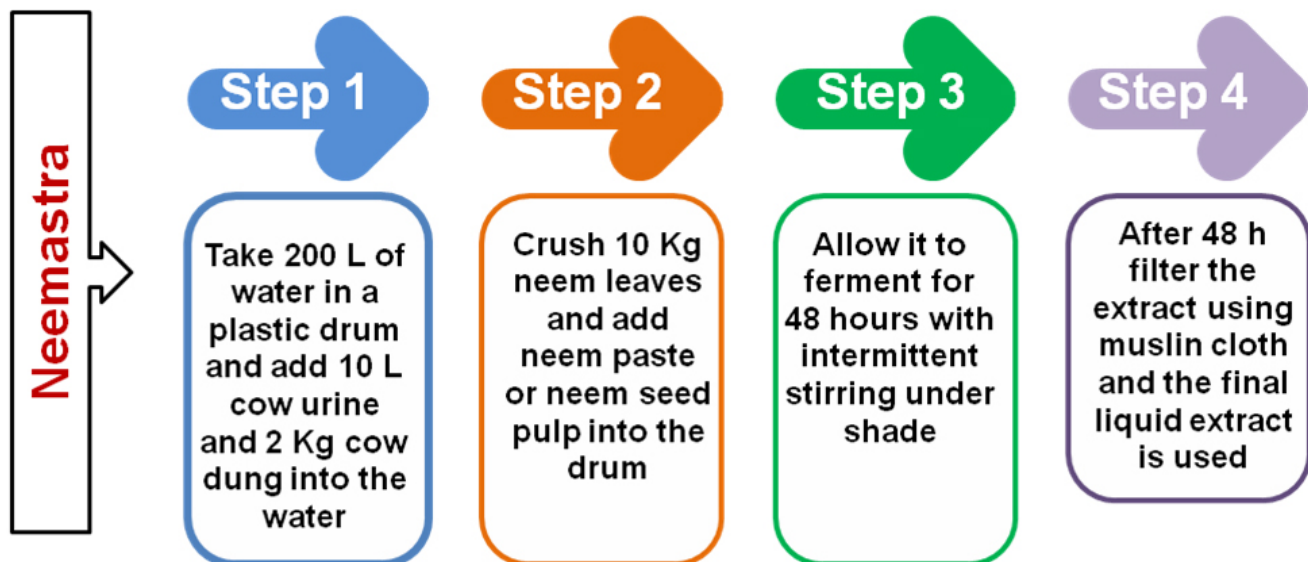 Neemastra
Step 1
Take 200 L of
water in a
plastic drum
and add 10 L
cow urine
and 2 Kg cow
dung into the
water
Step 2
Crush 10 Kg
neem leaves
and add
neem paste
or neem seed
pulp into the
drum
Step 3
Allow it to
ferment for
48 hours with
intermittent
stirring under
shade
Step 4
After 48 h
filter the
extract using
muslin cloth
and the final
liquid extract
is used